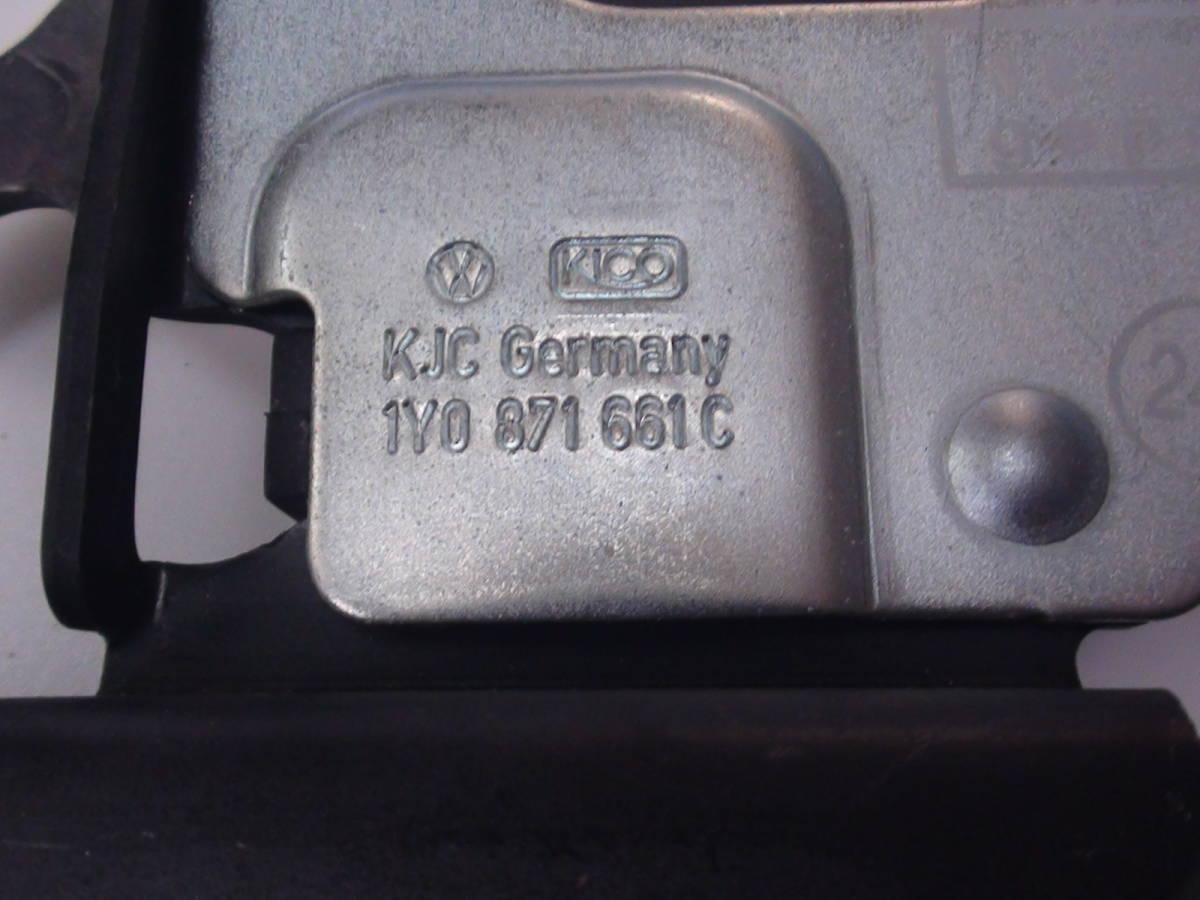 KICO
KJC Germany
1Y0 871 661 C